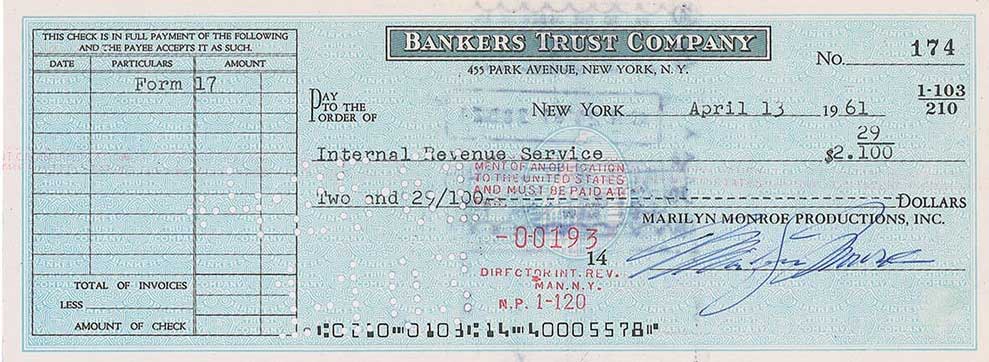 THIS CHECK IS IN FULL PAYMENT OF THE FOLLOWING
AND THE PAYEE ACCEPTS IT AS SUCH.
DATE PARTICULARS AMOUNT
Form 17
TOTAL OF INVOICES
LESS
AMOUNT OF CHECK
BANKERS TRUST COMPANY
455 PARK AVENUE, NEW YORK, N. Y.
No. 174
1-103
210
PAY
TO THE
ORDER OF
NEW YORK April 13 1961
29
Internal Revenue Service $2.100
MENT OF AN OBLIGATION
TO THE UNITED STATES
AND MUST BE PAID AT
Two and 29/100 DOLLARS
MARILYN MONROE PRODUCTIONS, INC.
-00193
14
Marilyn Monroe
DIRECTOR INT. REV.
MAN. N.Y.
N.P. 1-120